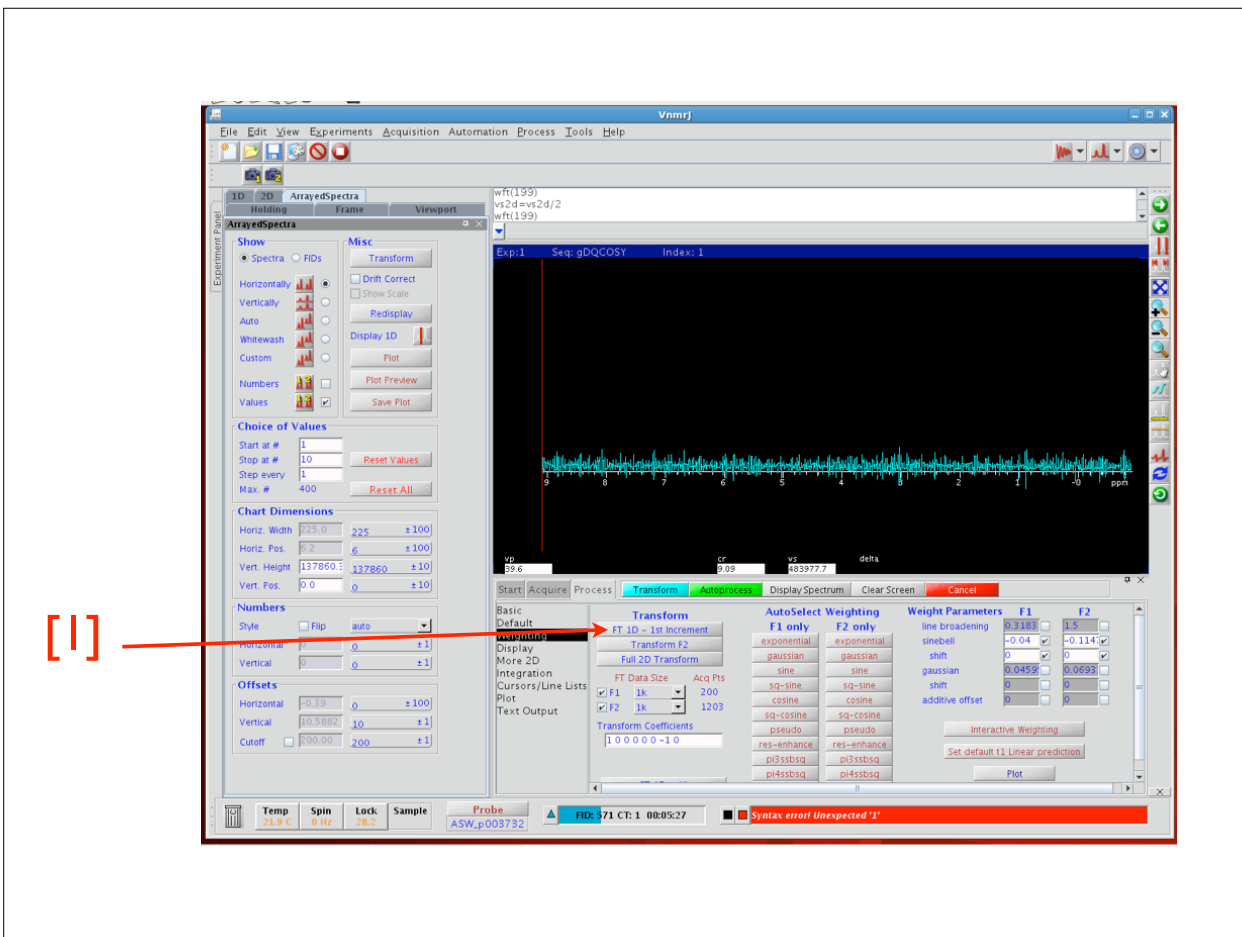 VnmrJ
File Edit View Experiments Acquisition Automation Process Tools Help
1D 2D ArrayedSpectra
Holding Frame Viewport
Experiment Panel
ArrayedSpectra
Show
Spectra FIDs
Horizontally
Vertically
Auto
Whitewash
Custom
Numbers
Values
Misc
Transform
Drift Correct
Show Scale
Redisplay
Display 1D
Plot
Plot Preview
Save Plot
Choice of Values
Start at # 1
Stop at # 10 Reset Values
Step every 1
Max. # 400 Reset All
Chart Dimensions
Horiz. Width 225.0 225 ±100
Horiz. Pos. 6.2 6 ±100
Vert. Height 137860.3 137860 ±10
Vert. Pos. 0.0 0 ±10
Numbers
Style Flip auto
Horizontal 0 0 ±1
Vertical 0 0 ±1
Offsets
Horizontal -0.39 0 ±100
Vertical 10.5882 10 ±1
Cutoff 200.00 200 ±1
wft(199)
vs2d=vs2d/2
wft(199)
Exp:1 Seq: gDQCOSY Index: 1
9 8 7 6 5 4 3 2 1 -0 ppm
vp cr vs delta
39.6 9.09 483977.7
Start Acquire Process Transform Autoprocess Display Spectrum Clear Screen Cancel
Basic
Default
Weighting
Display
More 2D
Integration
Cursors/Line Lists
Plot
Text Output
Transform
FT 1D - 1st Increment
Transform F2
Full 2D Transform
FT Data Size Acq Pts
F1 1k 200
F2 1k 1203
Transform Coefficients
1 0 0 0 0 0 -1 0
AutoSelect Weighting
F1 only F2 only
exponential exponential
gaussian gaussian
sine sine
sq-sine sq-sine
cosine cosine
sq-cosine sq-cosine
pseudo pseudo
res-enhance res-enhance
pi3ssbsq pi3ssbsq
pi4ssbsq pi4ssbsq
Weight Parameters F1 F2
line broadening 0.3183 1.5
sinebell -0.04 -0.114
shift 0 0
gaussian 0.0459 0.0693
shift 0 0
additive offset 0 0
Interactive Weighting
Set default t1 Linear prediction
Plot
[1]
Temp Spin Lock Sample
21.9 C 0 Hz 28.2
Probe
ASW_p003732
FID: 571 CT: 1 00:05:27
Syntax error! Unexpected '1'